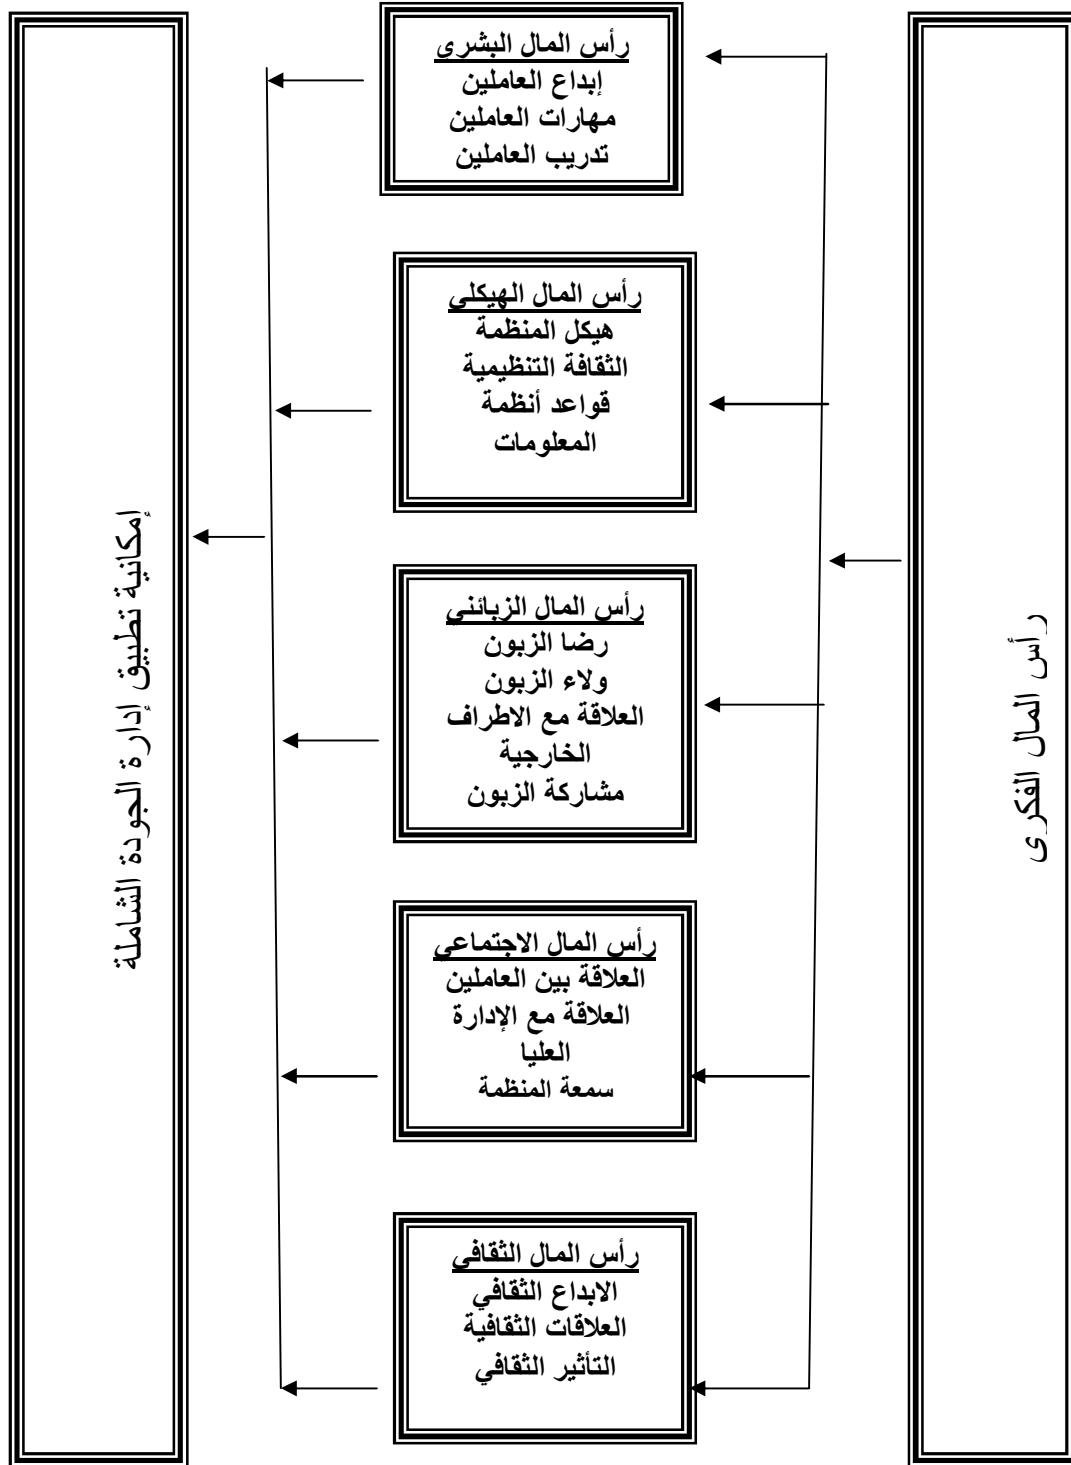 رأس المال الفكرى
رأس المال البشرى
إبداع العاملين
مهارات العاملين
تدريب العاملين
رأس المال الهيكلي
هيكل المنظمة
الثقافة التنظيمية
قواعد أنظمة
المعلومات
رأس المال الزبائني
رضا الزبون
ولاء الزبون
العلاقة مع الاطراف
الخارجية
مشاركة الزبون
رأس المال الاجتماعي
العلاقة بين العاملين
العلاقة مع الإدارة
العليا
سمعة المنظمة
رأس المال الثقافي
الابداع الثقافي
العلاقات الثقافية
التأثير الثقافي
إمكانية تطبيق إدارة الجودة الشاملة